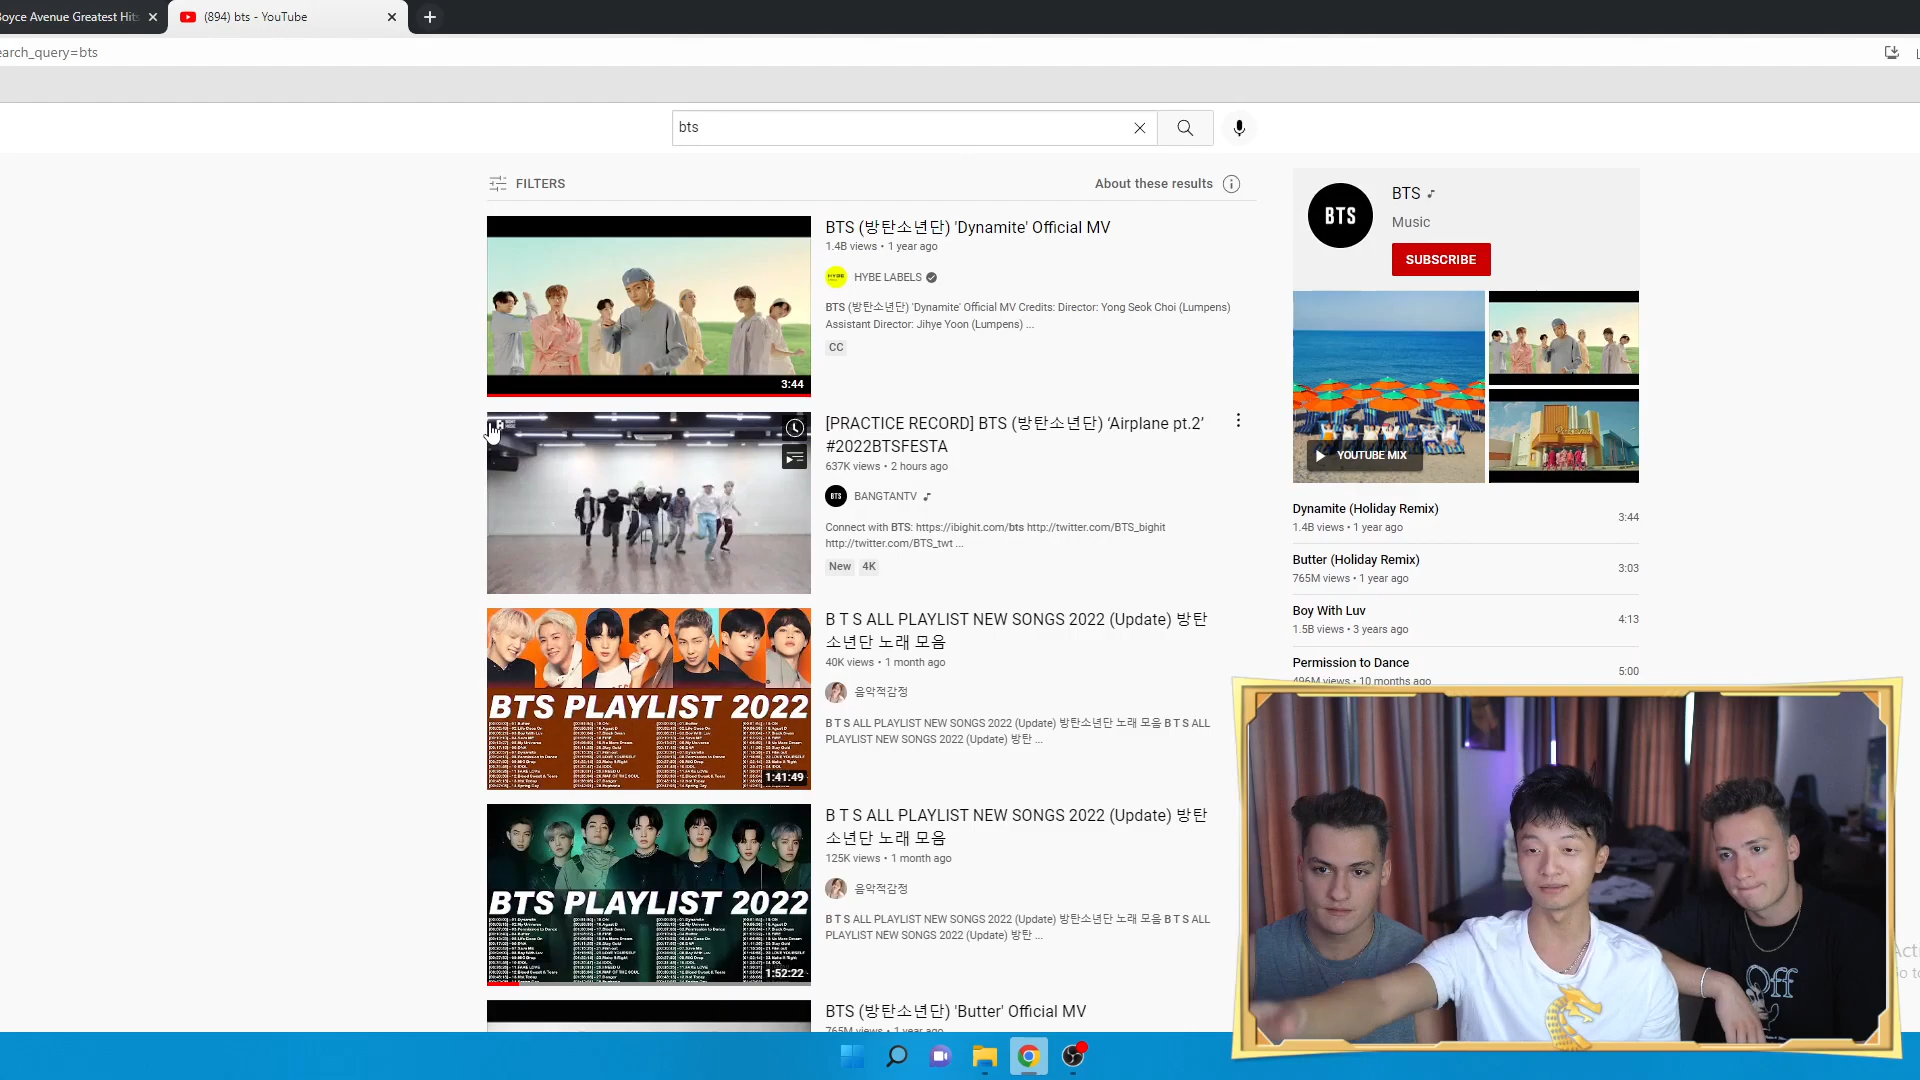 Boyce Avenue Greatest Hits
(894) bts - YouTube
earch_query=bts
bts
FILTERS
About these results
BTS (방탄소년단) 'Dynamite' Official MV
1.4B views • 1 year ago
HYBE LABELS
BTS (방탄소년단) 'Dynamite' Official MV Credits: Director: Yong Seok Choi (Lumpens)
Assistant Director: Jihye Yoon (Lumpens) ...
CC
3:44
[PRACTICE RECORD] BTS (방탄소년단) ‘Airplane pt.2’
#2022BTSFESTA
637K views • 2 hours ago
BTS
BANGTANTV
Connect with BTS: https://ibighit.com/bts http://twitter.com/BTS_bighit
http://twitter.com/BTS_twt ...
New
4K
B T S ALL PLAYLIST NEW SONGS 2022 (Update) 방탄
소년단 노래 모음
40K views • 1 month ago
음악적감정
B T S ALL PLAYLIST NEW SONGS 2022 (Update) 방탄소년단 노래 모음 B T S ALL
PLAYLIST NEW SONGS 2022 (Update) 방탄 ...
BTS PLAYLIST 2022
1:41:49
B T S ALL PLAYLIST NEW SONGS 2022 (Update) 방탄
소년단 노래 모음
125K views • 1 month ago
음악적감정
B T S ALL PLAYLIST NEW SONGS 2022 (Update) 방탄소년단 노래 모음 B T S ALL
PLAYLIST NEW SONGS 2022 (Update) 방탄 ...
BTS PLAYLIST 2022
1:52:22
BTS (방탄소년단) 'Butter' Official MV
765M views • 1 year ago
BTS
BTS
Music
SUBSCRIBE
YOUTUBE MIX
Dynamite (Holiday Remix)
1.4B views • 1 year ago
3:44
Butter (Holiday Remix)
765M views • 1 year ago
3:03
Boy With Luv
1.5B views • 3 years ago
4:13
Permission to Dance
496M views • 10 months ago
5:00
Off